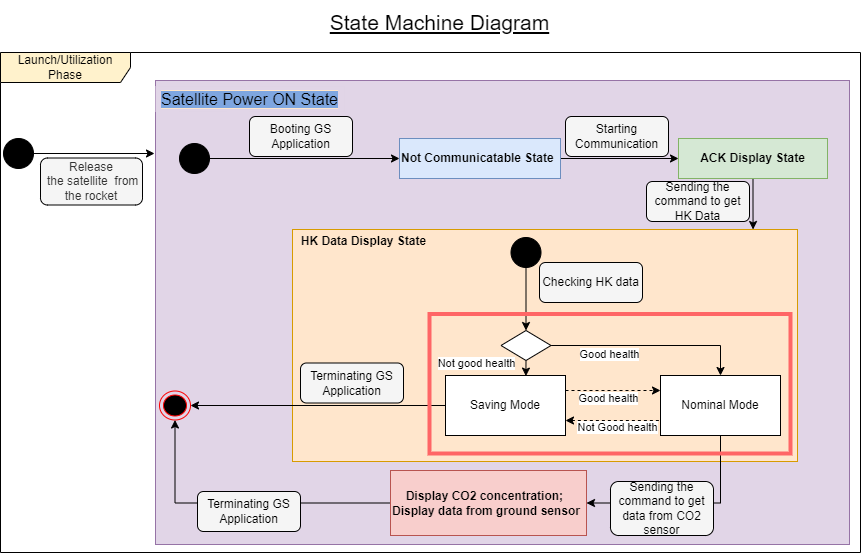 State Machine Diagram
Launch/Utilization
Phase
Satellite Power ON State
Booting GS
Application
Starting
Communication
Not Communicatable State
ACK Display State
Release
the satellite from
the rocket
Sending the
command to get
HK Data
HK Data Display State
Checking HK data
Good health
Not good health
Terminating GS
Application
Saving Mode
Good health
Not Good health
Nominal Mode
Display CO2 concentration;
Display data from ground sensor
Sending the
command to get
data from CO2
sensor
Terminating GS
Application